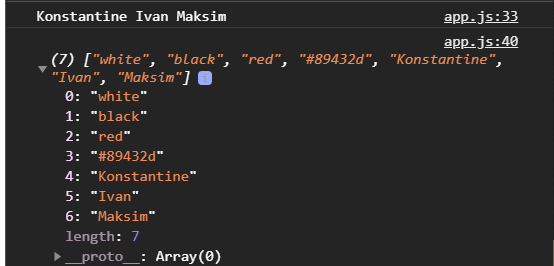 Konstantine Ivan Maksim app.js:33
app.js:40
(7) ["white", "black", "red", "#89432d", "Konstantine",
"Ivan", "Maksim"] i
0: "white"
1: "black"
2: "red"
3: "#89432d"
4: "Konstantine"
5: "Ivan"
6: "Maksim"
length: 7
__proto__: Array(0)